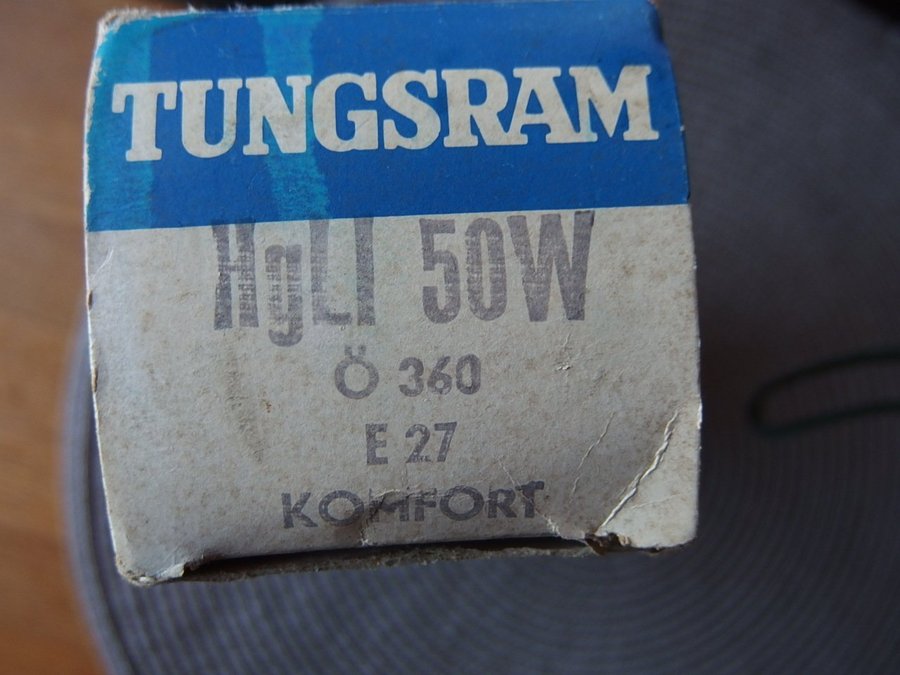 TUNGSRAM
HgLI 50W
Ö 360
E 27
KOMFORT